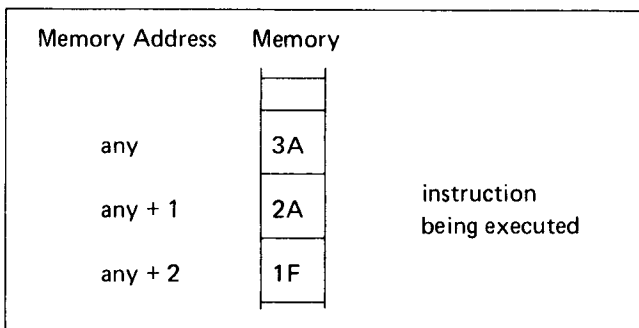 Memory Address Memory
any 3A
any + 1 2A
instruction
being executed
any + 2 1F